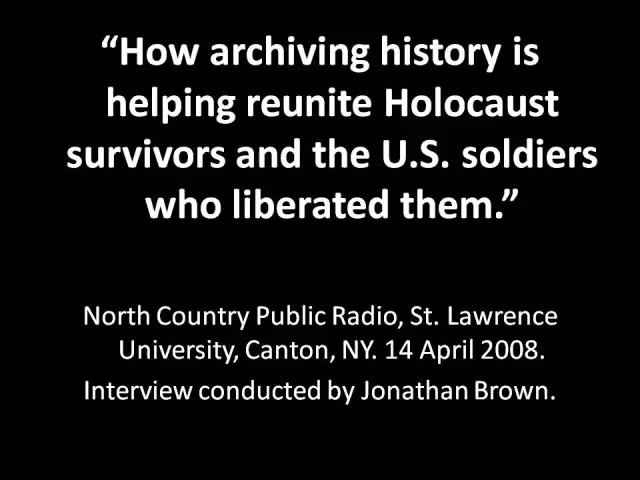 “How archiving history is
helping reunite Holocaust
survivors and the U.S. soldiers
who liberated them.”
North Country Public Radio, St. Lawrence
University, Canton, NY. 14 April 2008.
Interview conducted by Jonathan Brown.